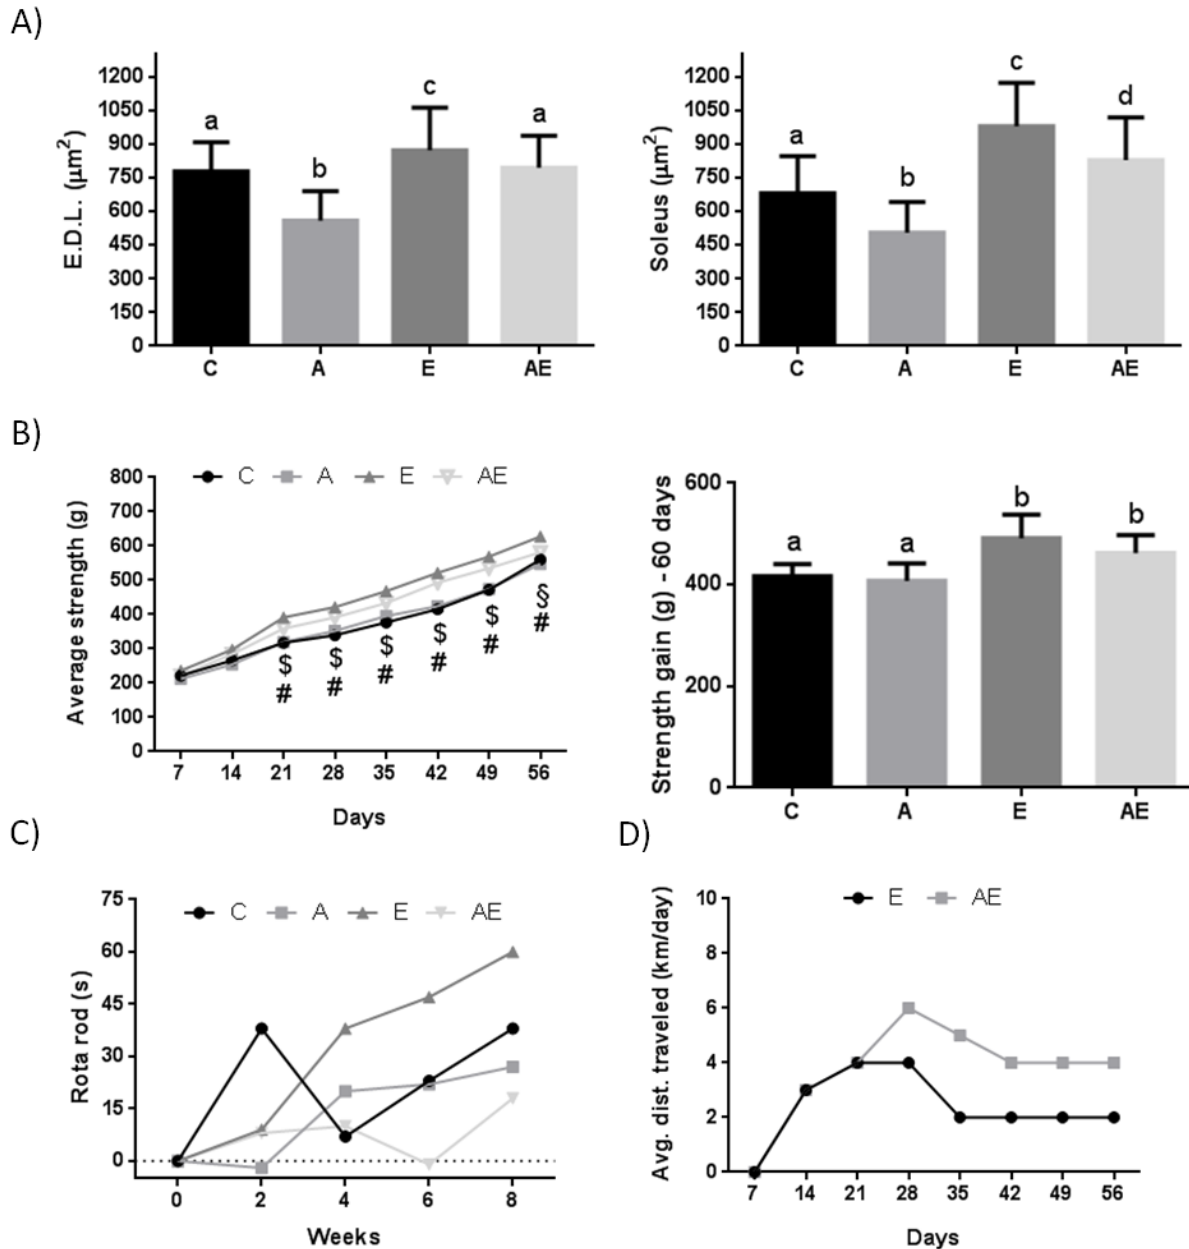 A)
E.D.L. (µm²)
1200
1050
900
750
600
450
300
150
0
a
b
c
a
C A E AE
Soleus (µm²)
1200
1050
900
750
600
450
300
150
0
a
b
c
d
C A E AE
B)
C A E AE
Average strength (g)
800
700
600
500
400
300
200
100
0
$ $ $ $ $ §
# # # # # #
7 14 21 28 35 42 49 56
Days
Strength gain (g) - 60 days
600
400
200
0
a
a
b
b
C A E AE
C)
C A E AE
Rota rod (s)
75
60
45
30
15
0
0 2 4 6 8
Weeks
D)
E AE
Avg. dist. traveled (km/day)
10
8
6
4
2
0
7 14 21 28 35 42 49 56
Days